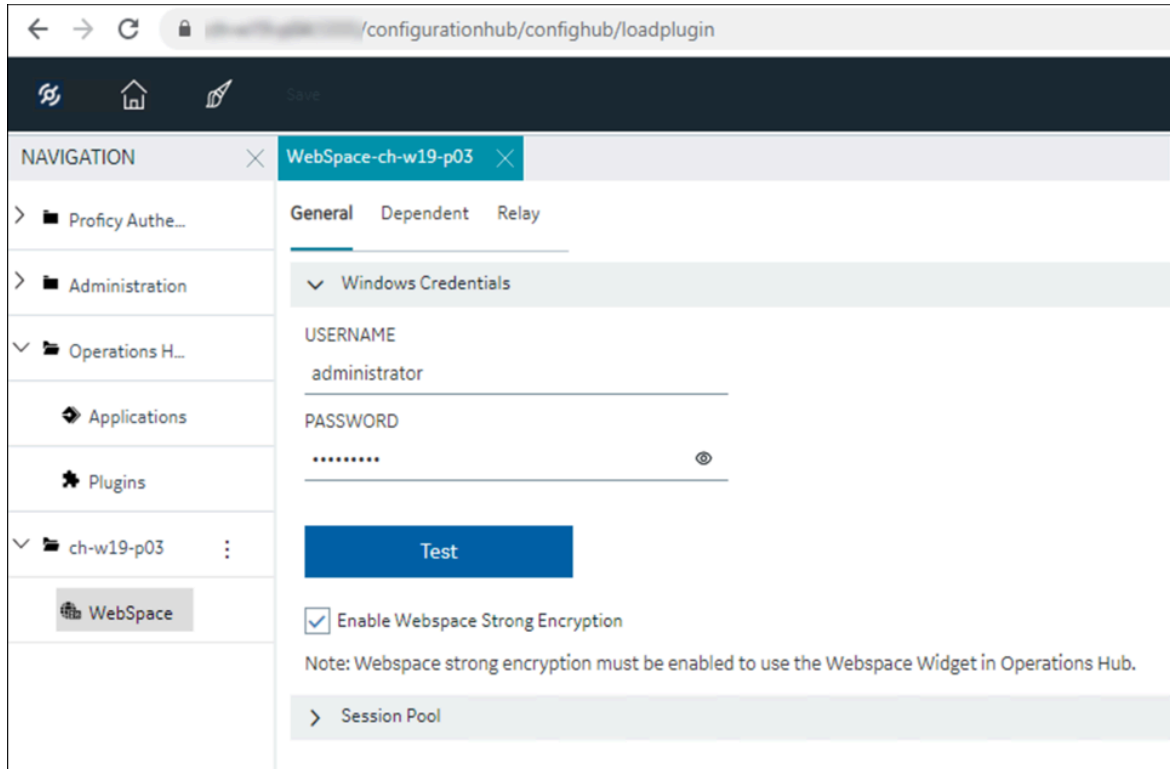 /configurationhub/confighub/loadplugin
Save
NAVIGATION
WebSpace-ch-w19-p03
Proficy Authe...
Administration
Operations H...
Applications
Plugins
ch-w19-p03
WebSpace
General Dependent Relay
Windows Credentials
USERNAME
administrator
PASSWORD
•••••••••
Test
Enable Webspace Strong Encryption
Note: Webspace strong encryption must be enabled to use the Webspace Widget in Operations Hub.
Session Pool